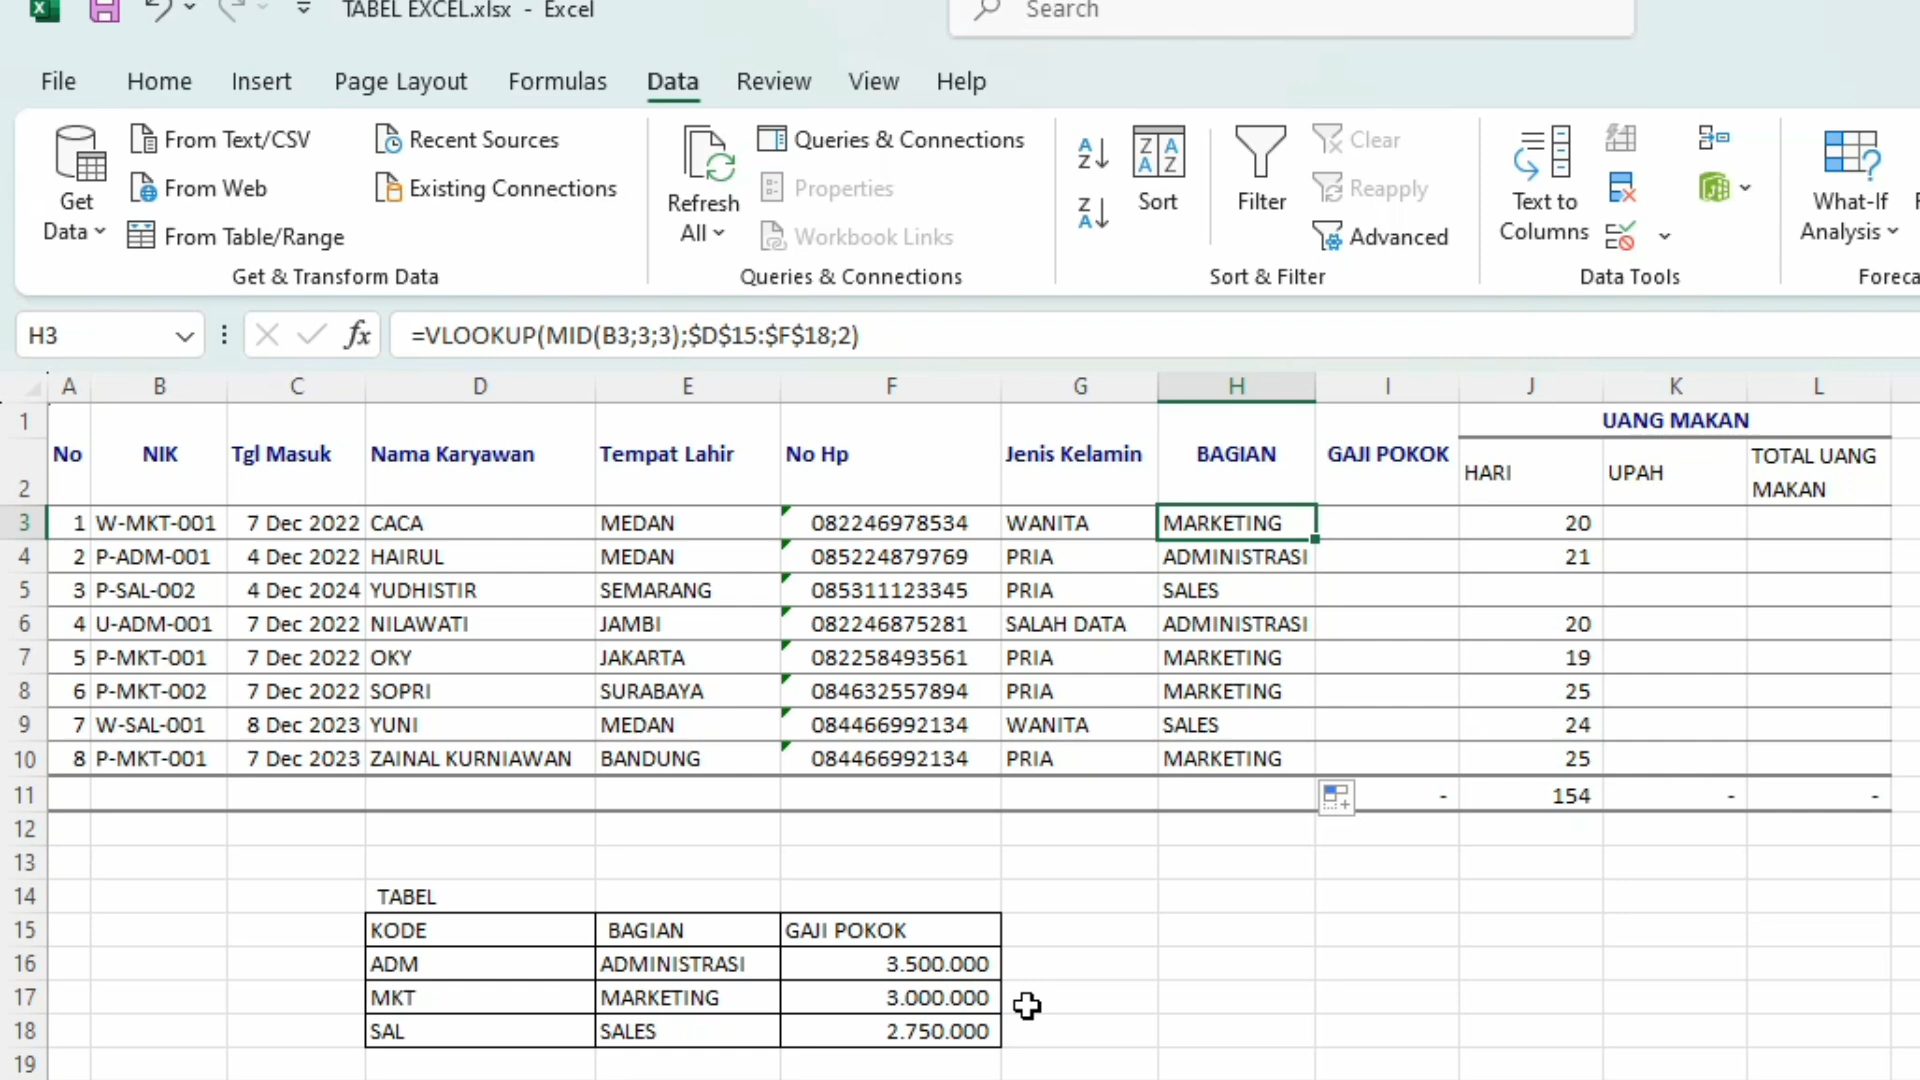 TABEL EXCEL.xlsx - Excel
Search
File Home Insert Page Layout Formulas Data Review View Help
Get Data
From Text/CSV
From Web
From Table/Range
Recent Sources
Existing Connections
Get & Transform Data
Refresh All
Queries & Connections
Properties
Workbook Links
Queries & Connections
Sort
Filter
Clear
Reapply
Advanced
Sort & Filter
Text to Columns
Data Tools
What-If Analysis
Foreca
H3 fx =VLOOKUP(MID(B3;3;3);$D$15:$F$18;2)
A B C D E F G H I J K L
1 UANG MAKAN
No NIK Tgl Masuk Nama Karyawan Tempat Lahir No Hp Jenis Kelamin BAGIAN GAJI POKOK
2 HARI UPAH TOTAL UANG MAKAN
3 1 W-MKT-001 7 Dec 2022 CACA MEDAN 082246978534 WANITA MARKETING 20
4 2 P-ADM-001 4 Dec 2022 HAIRUL MEDAN 085224879769 PRIA ADMINISTRASI 21
5 3 P-SAL-002 4 Dec 2024 YUDHISTIR SEMARANG 085311123345 PRIA SALES
6 4 U-ADM-001 7 Dec 2022 NILAWATI JAMBI 082246875281 SALAH DATA ADMINISTRASI 20
7 5 P-MKT-001 7 Dec 2022 OKY JAKARTA 082258493561 PRIA MARKETING 19
8 6 P-MKT-002 7 Dec 2022 SOPRI SURABAYA 084632557894 PRIA MARKETING 25
9 7 W-SAL-001 8 Dec 2023 YUNI MEDAN 084466992134 WANITA SALES 24
10 8 P-MKT-001 7 Dec 2023 ZAINAL KURNIAWAN BANDUNG 084466992134 PRIA MARKETING 25
11 - 154 - -
12
13
14 TABEL
15 KODE BAGIAN GAJI POKOK
16 ADM ADMINISTRASI 3.500.000
17 MKT MARKETING 3.000.000
18 SAL SALES 2.750.000
19